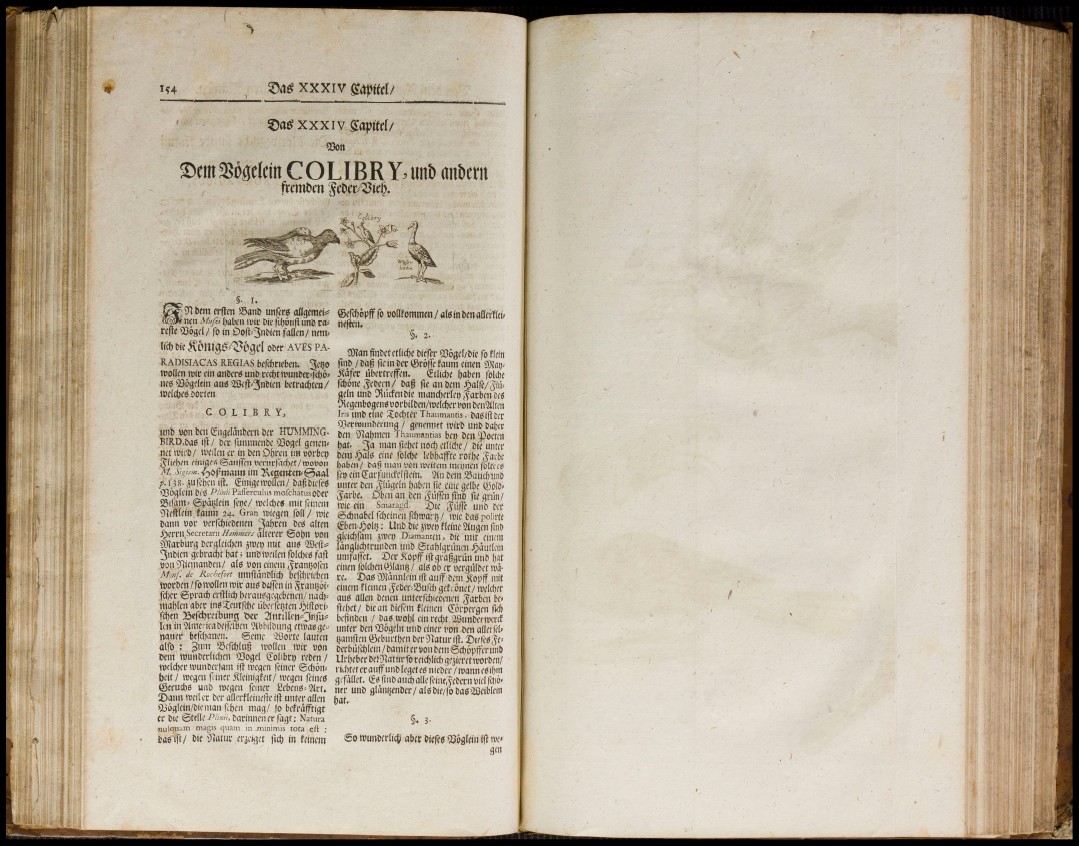 154
Das XXXIV Capitel/
Das XXXIV Capitel/
Von
Dem Vögelein COLIBRY, und andern
fremden Feder-Vieh.
Colibry
§. 1.
IN dem ersten Band unsers allgemei-
nen Musei haben wir die schönst und ra-
reste Vögel/ so in Oost-Indien fallen/ nem-
lich die Königs-Vögel oder AVES PA-
RADISIACAS REGIAS beschrieben. Jetzo
wollen wir ein anders und recht wunder-schö-
nes Vögelein aus West-Indien betrachten/
welches dorten
COLIBRY,
und von den Engeländern der HUMMING-
BIRD, das ist/ der summende Vogel genen-
net wird/ weilen er in den Ohren im vorbey
Fliehen einiges Saussen verursachet/ wovon
M. Sigism. Hoßmann im Regenten-Saal
p. 138. zu sehen ist. Einige wollen/ daß dieses
Vöglein des Plinii Passerculus moschatus oder
Bisam-Spätzlein seye/ welches mit seinem
Nestlein kaum 24. Gran wiegen soll/ wie
dann vor verschiedenen Jahren des alten
Herrn Secretarii Hammers älterer Sohn von
Marburg dergleichen zwey mit aus West-
Indien gebracht hat; und weilen solches fast
von Niemanden/ als von einem Frantzosen
Mons. de Rochefort umständlich beschrieben
worden/ so wollen wir aus dessen in Frantzöi-
scher Sprach erstlich herausgegebenen/ nach-
mahlen aber ins Teutsche übersetzten Histori-
schen Beschreibung der Antillen-Insu-
len in America desselben Abbildung etwas ge-
nauer beschauen. Seine Worte lauten
also: Zum Beschluß wollen wir von
dem wunderlichen Vogel Colibry reden/
welcher wundersam ist wegen seiner Schön-
heit/ wegen seiner Kleinigkeit/ wegen seines
Geruchs und wegen seiner Lebens-Art.
Dann weil er der allerkleineste ist unter allen
Vöglein/ die man sehen mag/ so bekräfftigt
er die Stelle Plinii, darinnen er sagt: Natura
nusquam magis quam in minimis tota est;
das ist/ die Natur erzeiget sich in keinem
Geschöpff so vollkommen/ als in den allerklei-
nesten.
§. 2.
Man findet etliche dieser Vögel/ die so klein
sind/ daß sie in der Grösse kaum einen May-
Käfer übertreffen. Etliche haben solche
schöne Federn/ daß sie an dem Halse/ Flü-
geln und Rücken die mancherley Farben des
Regenbogens vorbilden/ welcher von den Alten
Iris und eine Tochter Thaumantis, das ist der
Verwunderung/ genennet wird und daher
den Nahmen Thaumantias bey den Poeten
hat. Ja man siehet noch etliche/ die unter
dem Hals eine solche lebhaffte rothe Farbe
haben/ daß man von weitem meynen solte es
sey ein Carfunckelstein. An dem Bauch und
unter den Flügeln haben sie eine gelbe Gold-
Farbe. Oben an den Füssen sind sie grün/
wie ein Smaragd. Die Füsse und der
Schnabel scheinen schwartz/ wie das polirte
Eben-Holtz: Und die zwey kleine Augen sind
gleichsam zwey Diamanten, die mit einem
länglichtrunden und Stahlgrünen Häutlein
umfasset. Der Kopff ist graßgrün und hat
einen solchen Glantz/ als ob er vergüldet wä-
re. Das Männlein ist auff dem Kopff mit
einem kleinen Feder-Busch gekrönet/ welcher
aus allen denen unterschiedenen Farben be-
stehet/ die an diesem kleinen Cörpergen sich
befinden/ das wohl ein recht Wunderwerck
unter den Vögeln und einer von den allersel-
tzamsten Geburthen der Natur ist. Dieses Fe-
derbüschlein/ damit er von dem Schöpffer und
Urheber der Natur so reichlich gezieret worden/
richtet er auff und leget es nieder/ wann es ihm
gefället. Es sind auch alle seine Federn viel schö-
ner und gläntzender/ als die/ so das Weiblein
hat.
§. 3.
So wunderlich aber dieses Vöglein ist we-
gen